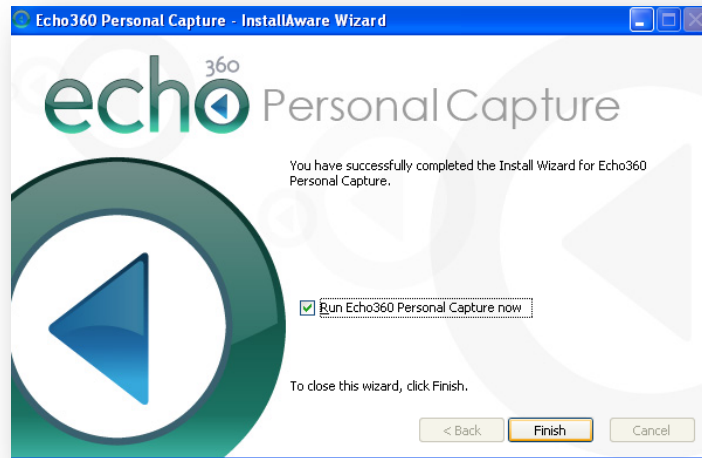 Echo360 Personal Capture - InstallAware Wizard
360
echo Personal Capture
You have successfully completed the Install Wizard for Echo360
Personal Capture.
Run Echo360 Personal Capture now
To close this wizard, click Finish.
< Back Finish Cancel